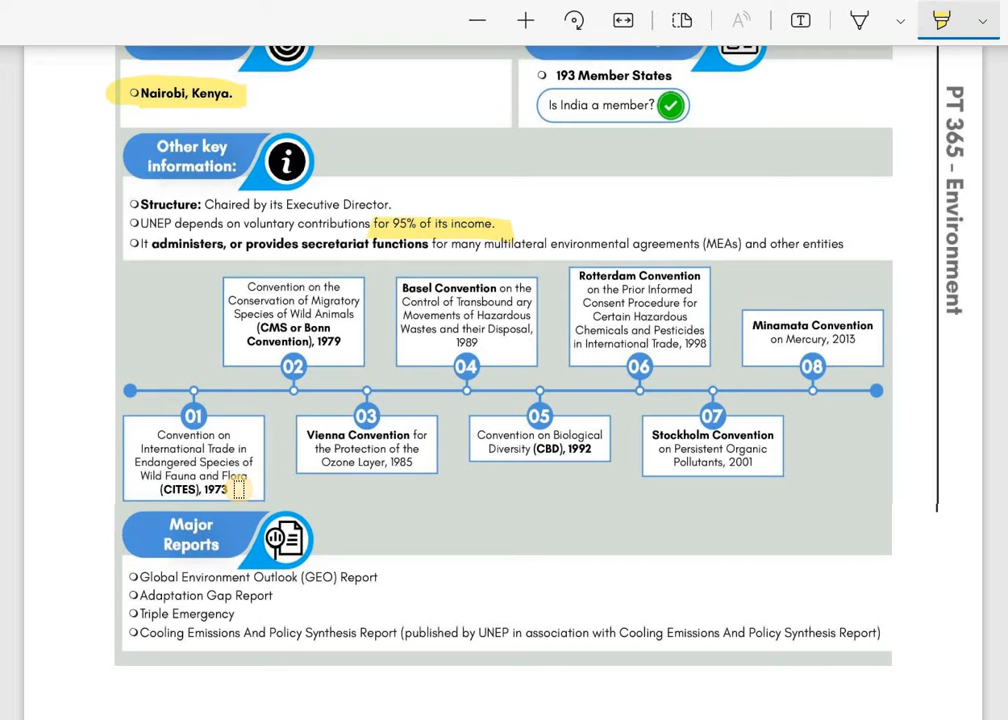 Nairobi, Kenya.
193 Member States
Is India a member?
Other key
information:
Structure: Chaired by its Executive Director.
UNEP depends on voluntary contributions for 95% of its income.
It administers, or provides secretariat functions for many multilateral environmental agreements (MEAs) and other entities
Convention on the
Conservation of Migratory
Species of Wild Animals
(CMS or Bonn
Convention), 1979
02
Basel Convention on the
Control of Transbound ary
Movements of Hazardous
Wastes and their Disposal,
1989
04
Rotterdam Convention
on the Prior Informed
Consent Procedure for
Certain Hazardous
Chemicals and Pesticides
in International Trade, 1998
06
Minamata Convention
on Mercury, 2013
08
01
Convention on
International Trade in
Endangered Species of
Wild Fauna and Flora
(CITES), 1973
03
Vienna Convention for
the Protection of the
Ozone Layer, 1985
05
Convention on Biological
Diversity (CBD), 1992
07
Stockholm Convention
on Persistent Organic
Pollutants, 2001
Major
Reports
Global Environment Outlook (GEO) Report
Adaptation Gap Report
Triple Emergency
Cooling Emissions And Policy Synthesis Report (published by UNEP in association with Cooling Emissions And Policy Synthesis Report)
PT 365 - Environment